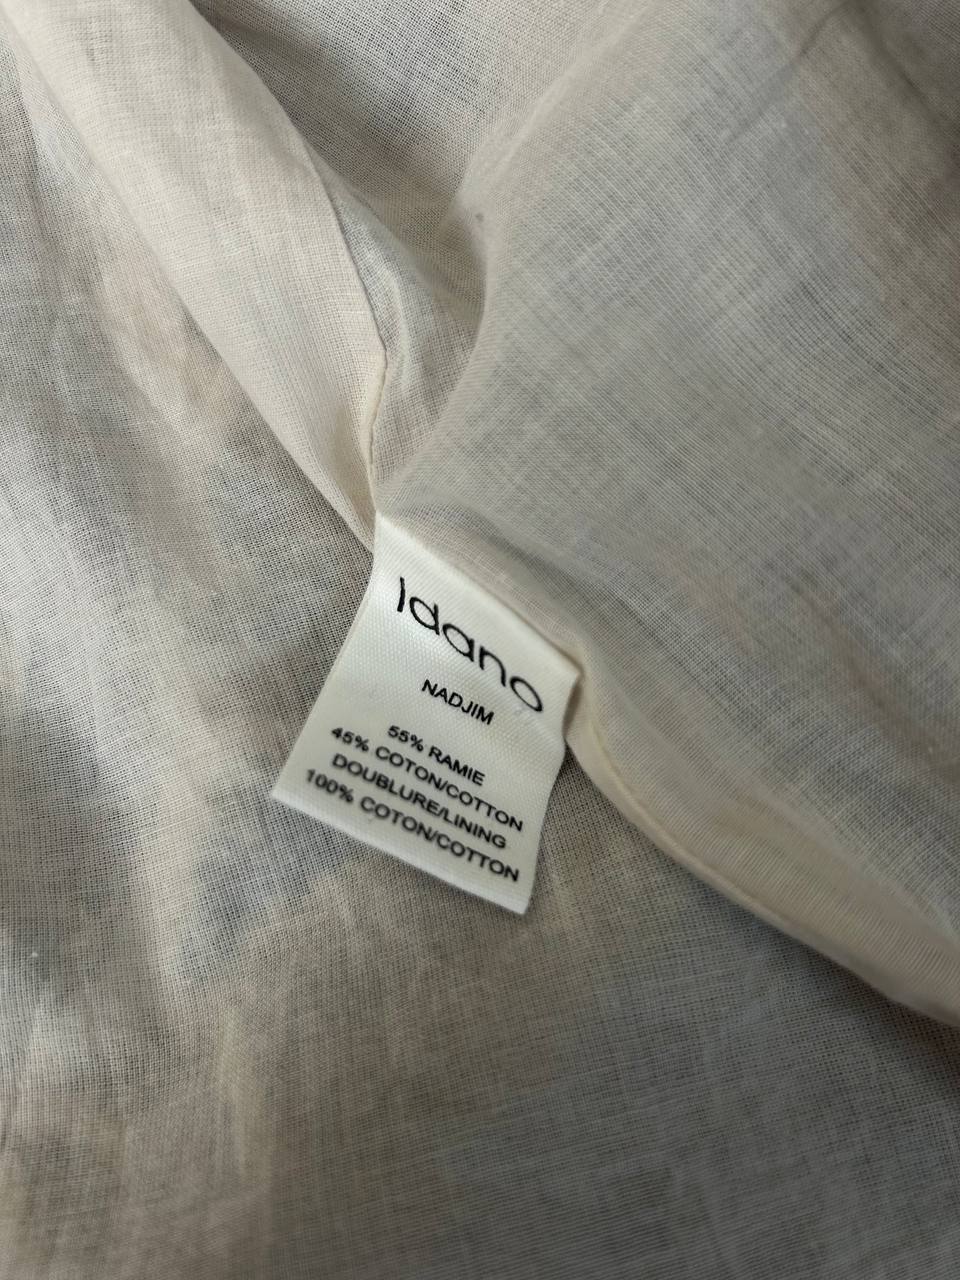 Idano
NADJIM
55% RAMIE
45% COTON/COTTON
DOUBLURE/LINING
100% COTON/COTTON